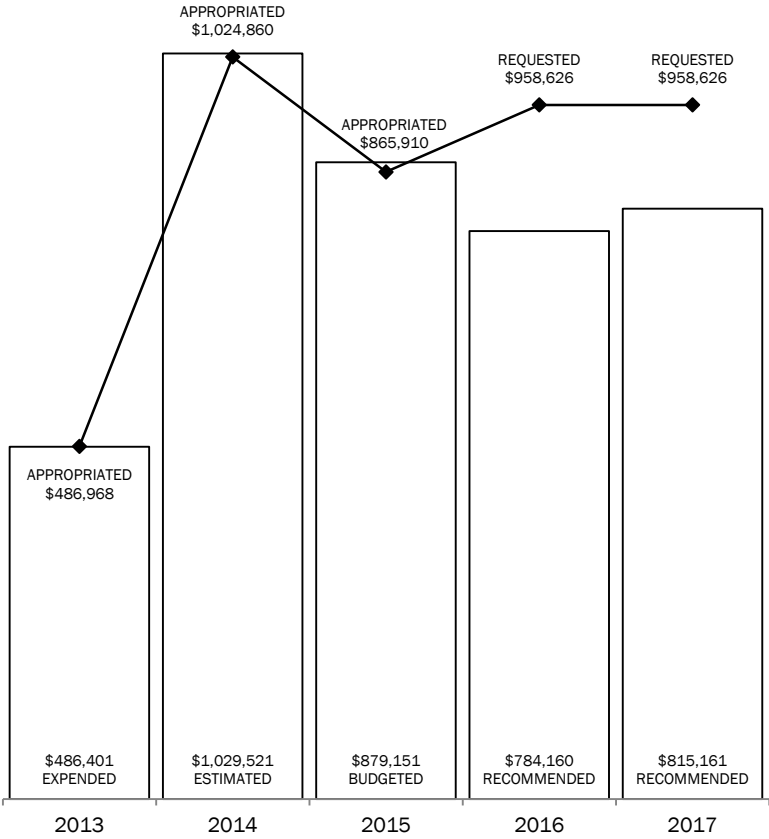 APPROPRIATED
$1,024,860
REQUESTED
$958,626
REQUESTED
$958,626
APPROPRIATED
$865,910
APPROPRIATED
$486,968
$486,401
EXPENDED
$1,029,521
ESTIMATED
$879,151
BUDGETED
$784,160
RECOMMENDED
$815,161
RECOMMENDED
2013
2014
2015
2016
2017